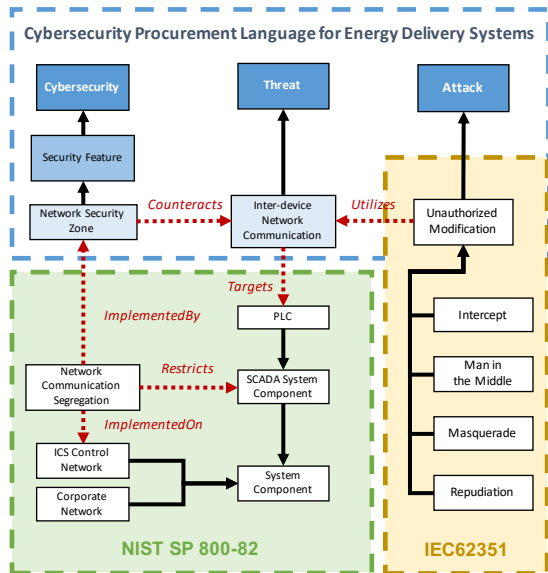 Cybersecurity Procurement Language for Energy Delivery Systems
Cybersecurity
Threat
Attack
Security Feature
Network Security
Zone
Counteracts
Inter-device
Network
Communication
Utilizes
Unauthorized
Modification
Targets
ImplementedBy
PLC
Intercept
Network
Communication
Segregation
Restricts
SCADA System
Component
Man in
the Middle
ImplementedOn
ICS Control
Network
Masquerade
Corporate
Network
System
Component
Repudiation
NIST SP 800-82
IEC62351